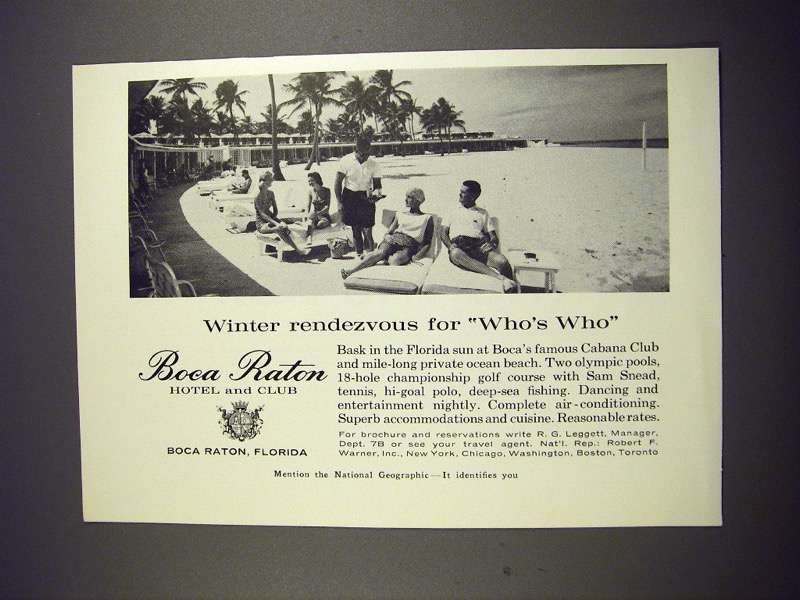 Winter rendezvous for "Who's Who"
Boca Raton
HOTEL and CLUB
BOCA RATON, FLORIDA
Bask in the Florida sun at Boca's famous Cabana Club
and mile-long private ocean beach. Two olympic pools,
18-hole championship golf course with Sam Snead,
tennis, hi-goal polo, deep-sea fishing. Dancing and
entertainment nightly. Complete air-conditioning.
Superb accommodations and cuisine. Reasonable rates.
For brochure and reservations write R. G. Leggett, Manager,
Dept. 7B or see your travel agent. Nat'l. Rep.: Robert F.
Warner, Inc., New York, Chicago, Washington, Boston, Toronto
Mention the National Geographic—It identifies you